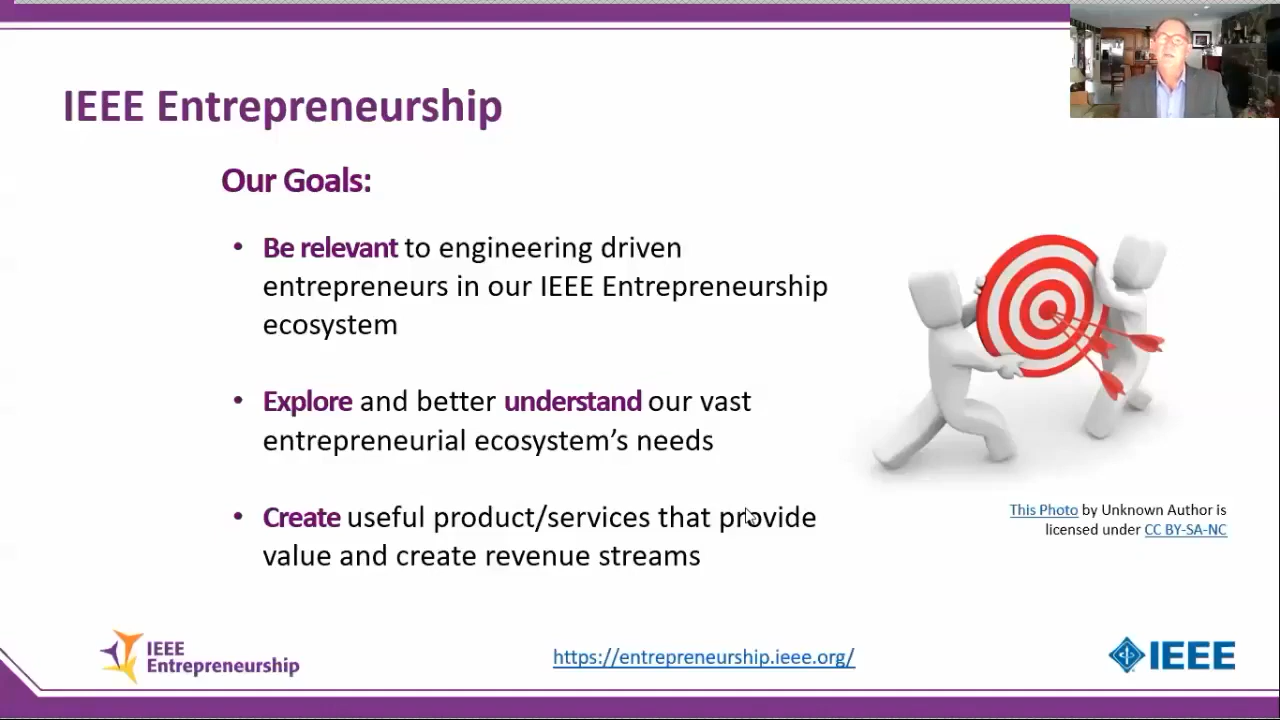 IEEE Entrepreneurship
Our Goals:
• Be relevant to engineering driven
entrepreneurs in our IEEE Entrepreneurship
ecosystem
• Explore and better understand our vast
entrepreneurial ecosystem’s needs
• Create useful product/services that provide
value and create revenue streams
This Photo by Unknown Author is
licensed under CC BY-SA-NC
IEEE
Entrepreneurship
https://entrepreneurship.ieee.org/
IEEE